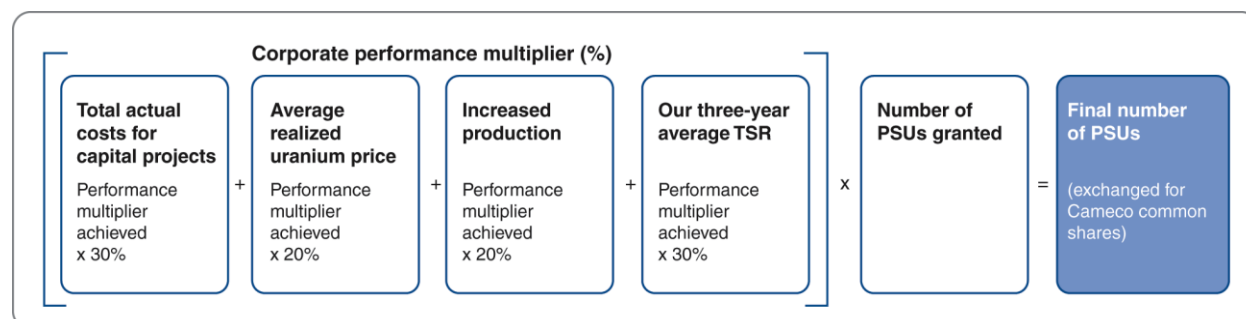 Corporate performance multiplier (%)
Total actual
costs for
capital projects
Performance
multiplier
achieved
x 30%
+
Average
realized
uranium price
Performance
multiplier
achieved
x 20%
+
Increased
production
Performance
multiplier
achieved
x 20%
+
Our three-year
average TSR
Performance
multiplier
achieved
x 30%
x
Number of
PSUs granted
=
Final number
of PSUs
(exchanged for
Cameco common
shares)